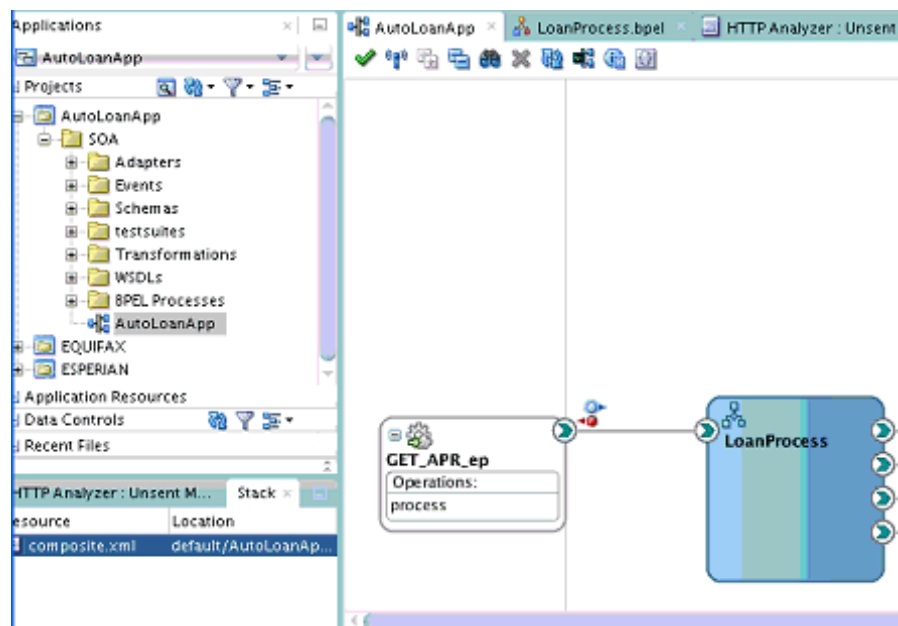 Applications
AutoLoanApp
Projects
AutoLoanApp
SOA
Adapters
Events
Schemas
testsuites
Transformations
WSDLs
BPEL Processes
AutoLoanApp
EQUIFAX
ESPERIAN
Application Resources
Data Controls
Recent Files
HTTP Analyzer : Unsent M... Stack
esource Location
composite.xml default/AutoLoanAp...
AutoLoanApp LoanProcess.bpel HTTP Analyzer : Unsent
GET_APR_ep
Operations:
process
LoanProcess